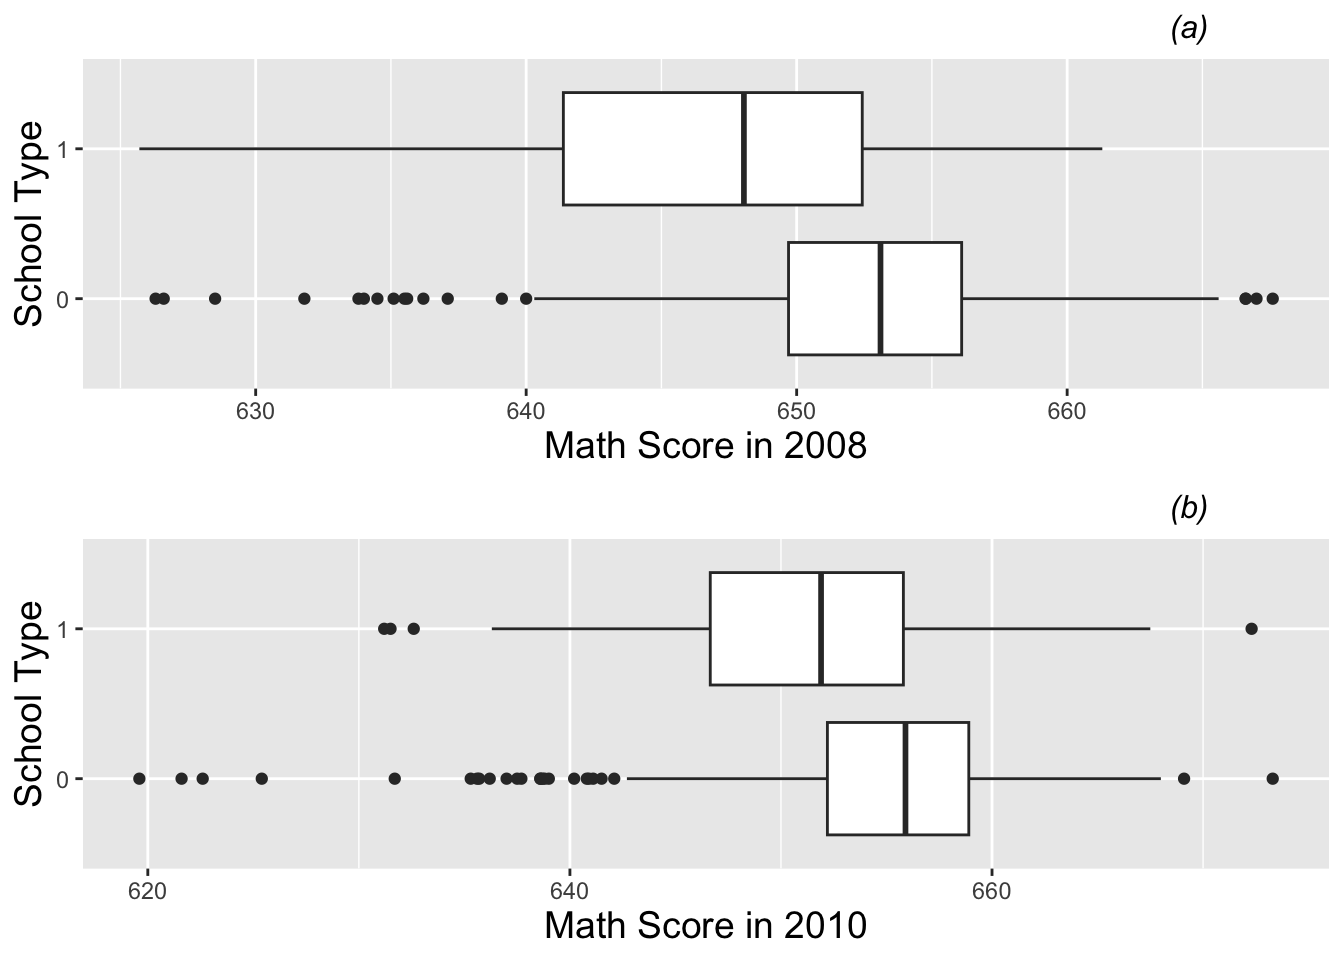 (a)
School Type
1
0
630 640 650 660
Math Score in 2008
(b)
School Type
1
0
620 640 660
Math Score in 2010